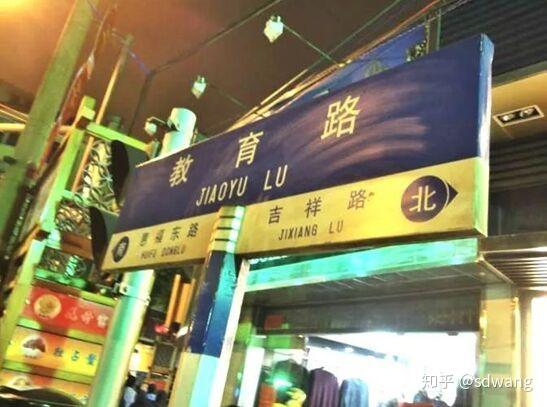 教育路
JIAOYU LU
南 惠福东路
HUIFU DONGLU
吉祥路 北
JIXIANG LU
知乎 @sdwang